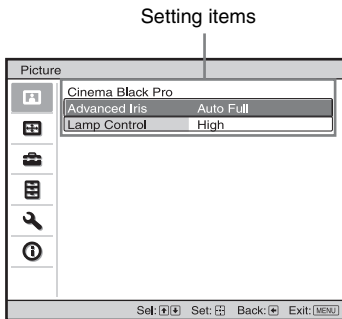 Setting items
Picture
Cinema Black Pro
Advanced Iris Auto Full
Lamp Control High
Sel: Set: Back: Exit: MENU